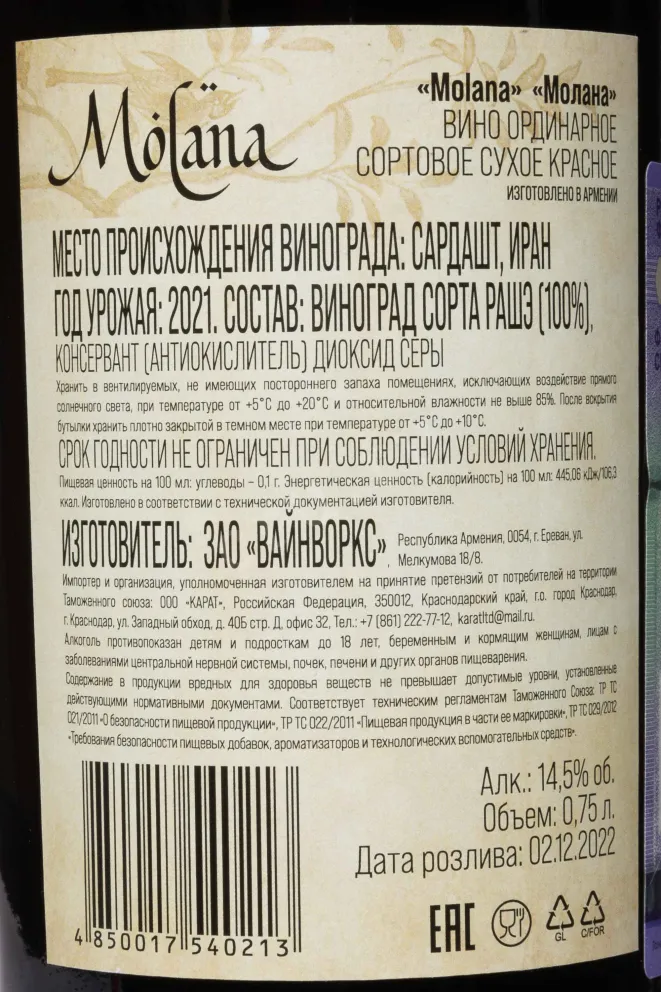 Molana
«Molana» «Молана»
ВИНО ОРДИНАРНОЕ
СОРТОВОЕ СУХОЕ КРАСНОЕ
ИЗГОТОВЛЕНО В АРМЕНИИ
МЕСТО ПРОИСХОЖДЕНИЯ ВИНОГРАДА: САРДАШТ, ИРАН
ГОД УРОЖАЯ: 2021. СОСТАВ: ВИНОГРАД СОРТА РАШЭ (100%),
КОНСЕРВАНТ (АНТИОКИСЛИТЕЛЬ) ДИОКСИД СЕРЫ
Хранить в вентилируемых, не имеющих постороннего запаха помещениях, исключающих воздействие прямого
солнечного света, при температуре от +5°C до +20°C и относительной влажности не выше 85%. После вскрытия
бутылки хранить плотно закрытой в темном месте при температуре от +5°C до +10°C.
СРОК ГОДНОСТИ НЕ ОГРАНИЧЕН ПРИ СОБЛЮДЕНИИ УСЛОВИЙ ХРАНЕНИЯ.
Пищевая ценность на 100 мл: углеводы – 0,1 г. Энергетическая ценность (калорийность) на 100 мл: 445,06 кДж/106,3
ккал. Изготовлено в соответствии с технической документацией изготовителя.
ИЗГОТОВИТЕЛЬ: ЗАО «ВАЙНВОРКС», Республика Армения, 0054, г. Ереван, ул.
Мелкумова 18/8.
Импортер и организация, уполномоченная изготовителем на принятие претензий от потребителей на территории
Таможенного союза: ООО «КАРАТ», Российская Федерация, 350012, Краснодарский край, г.о. город Краснодар,
г. Краснодар, ул. Западный обход, д. 40Б стр. Д, офис 32, Тел.: +7 (861) 222-77-12, karatltd@mail.ru.
Алкоголь противопоказан детям и подросткам до 18 лет, беременным и кормящим женщинам, лицам с
заболеваниями центральной нервной системы, почек, печени и других органов пищеварения.
Содержание в продукции вредных для здоровья веществ не превышает допустимые уровни, установленные
действующими нормативными документами. Соответствует техническим регламентам Таможенного Союза: ТР ТС
021/2011 «О безопасности пищевой продукции», ТР ТС 022/2011 «Пищевая продукция в части ее маркировки», ТР ТС 029/2012
«Требования безопасности пищевых добавок, ароматизаторов и технологических вспомогательных средств».
Алк.: 14,5% об.
Объем: 0,75 л.
Дата розлива: 02.12.2022
4 850017 540213
EAC
GL
C/FOR